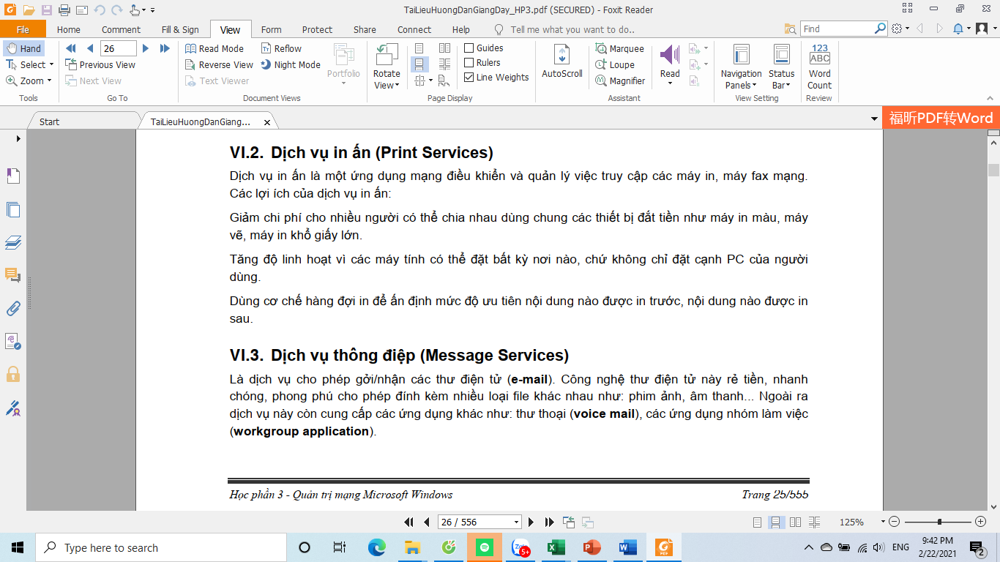 TaiLieuHuongDanGiangDay_HP3.pdf (SECURED) - Foxit Reader
File Home Comment Fill & Sign View Form Protect Share Connect Help Tell me what you want to do.. Find
Hand 26 Read Mode Reflow Guides Marquee 123
Select Previous View Reverse View Night Mode Rulers Loupe ABC
Zoom Next View Text Viewer Portfolio Rotate View Line Weights AutoScroll Magnifier Read Navigation Panels Status Bar Word Count
Tools Go To Document Views Page Display Assistant View Setting Review
Start TaiLieuHuongDanGiang... 福昕PDF转Word
VI.2. Dịch vụ in ấn (Print Services)
Dịch vụ in ấn là một ứng dụng mạng điều khiển và quản lý việc truy cập các máy in, máy fax mạng.
Các lợi ích của dịch vụ in ấn:
Giảm chi phí cho nhiều người có thể chia nhau dùng chung các thiết bị đắt tiền như máy in màu, máy
vẽ, máy in khổ giấy lớn.
Tăng độ linh hoạt vì các máy tính có thể đặt bất kỳ nơi nào, chứ không chỉ đặt cạnh PC của người
dùng.
Dùng cơ chế hàng đợi in để ấn định mức độ ưu tiên nội dung nào được in trước, nội dung nào được in
sau.
VI.3. Dịch vụ thông điệp (Message Services)
Là dịch vụ cho phép gởi/nhận các thư điện tử (e-mail). Công nghệ thư điện tử này rẻ tiền, nhanh
chóng, phong phú cho phép đính kèm nhiều loại file khác nhau như: phim ảnh, âm thanh... Ngoài ra
dịch vụ này còn cung cấp các ứng dụng khác như: thư thoại (voice mail), các ứng dụng nhóm làm việc
(workgroup application).
Học phần 3 - Quản trị mạng Microsoft Windows Trang 25/555
26 / 556 125%
Type here to search 5+ ENG 9:42 PM
2/22/2021 2